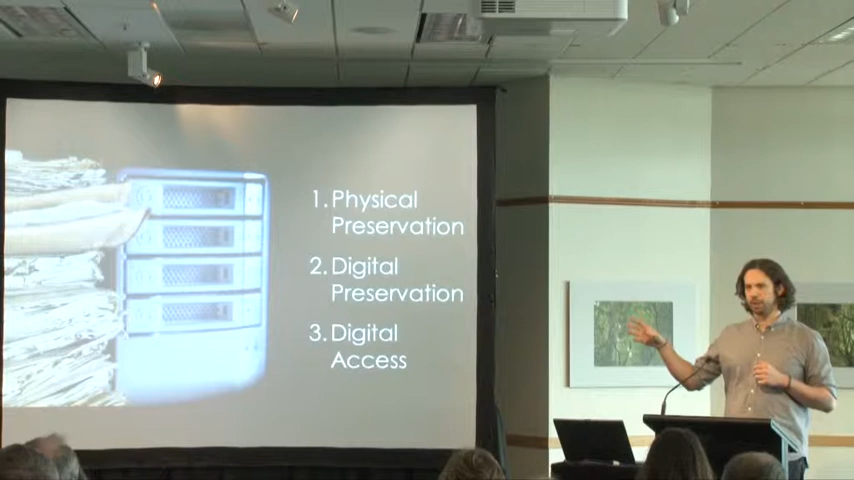 1. Physical
Preservation
2. Digital
Preservation
3. Digital
Access